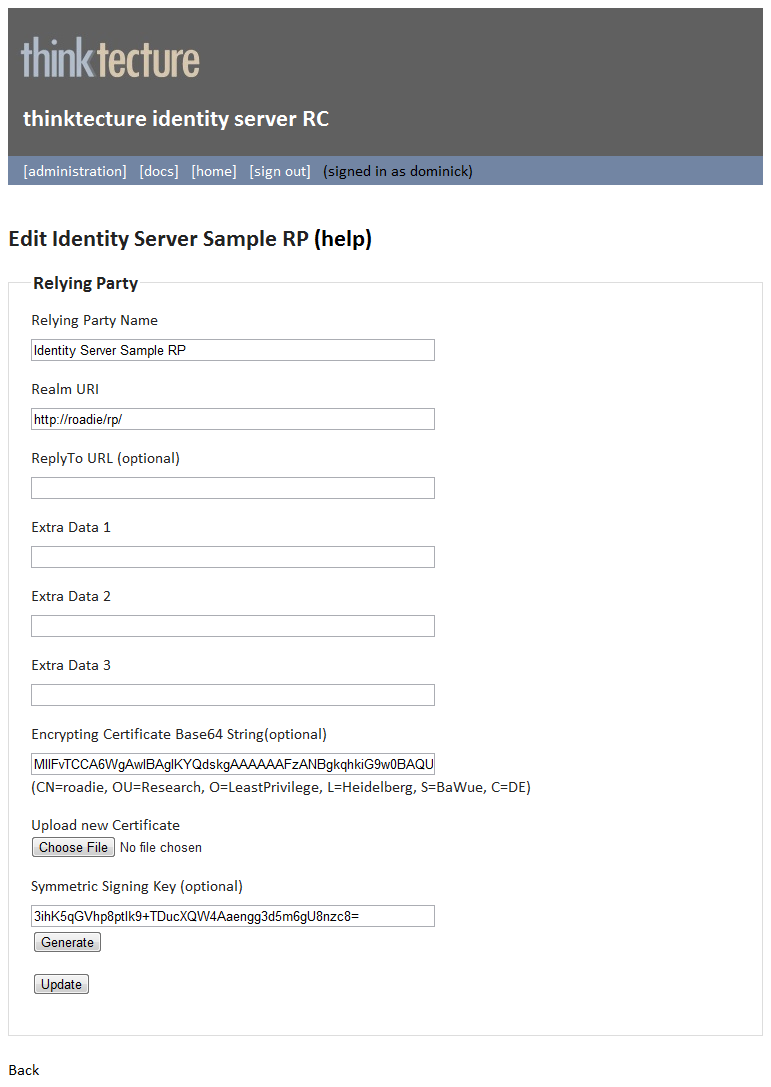 thinktecture
thinktecture identity server RC
[administration] [docs] [home] [sign out] (signed in as dominick)
Edit Identity Server Sample RP (help)
Relying Party
Relying Party Name
Identity Server Sample RP
Realm URI
http://roadie/rp/
ReplyTo URL (optional)
Extra Data 1
Extra Data 2
Extra Data 3
Encrypting Certificate Base64 String(optional)
MIIFvTCCA6WgAwIBAgIKYQdskgAAAAAAFzANBgkqhkiG9w0BAQU
(CN=roadie, OU=Research, O=LeastPrivilege, L=Heidelberg, S=BaWue, C=DE)
Upload new Certificate
Choose File No file chosen
Symmetric Signing Key (optional)
3ihK5qGVhp8ptIk9+TDucXQW4Aaengg3d5m6gU8nzc8=
Generate
Update
Back